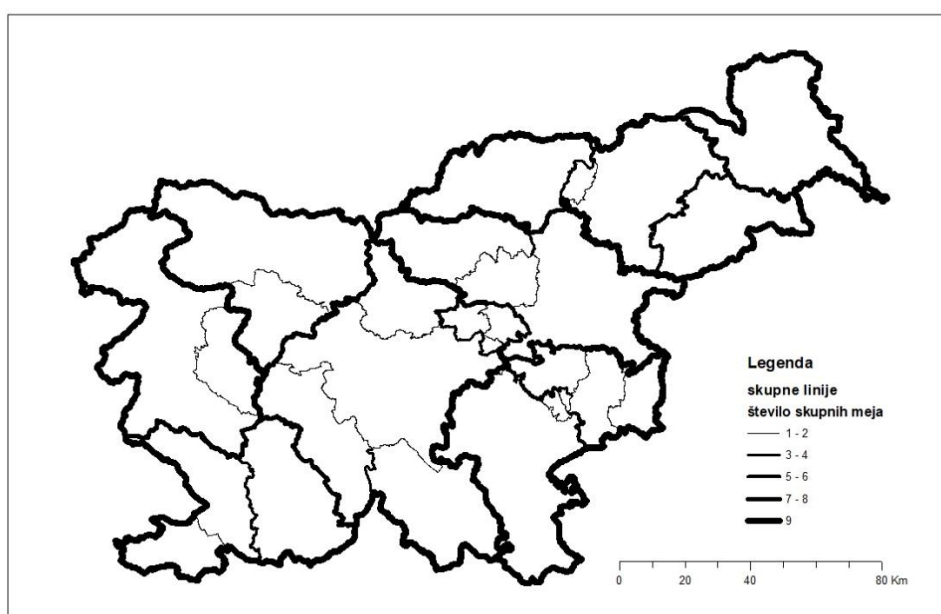 Legenda
skupne linije
število skupnih meja
1 - 2
3 - 4
5 - 6
7 - 8
9
0 20 40 80 Km